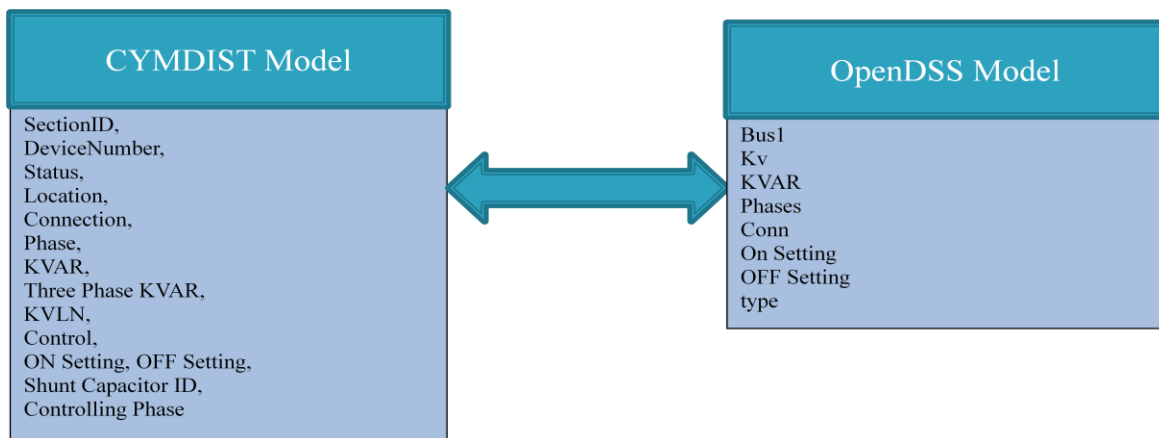 CYMDIST Model
SectionID,
DeviceNumber,
Status,
Location,
Connection,
Phase,
KVAR,
Three Phase KVAR,
KVLN,
Control,
ON Setting, OFF Setting,
Shunt Capacitor ID,
Controlling Phase
OpenDSS Model
Bus1
Kv
KVAR
Phases
Conn
On Setting
OFF Setting
type